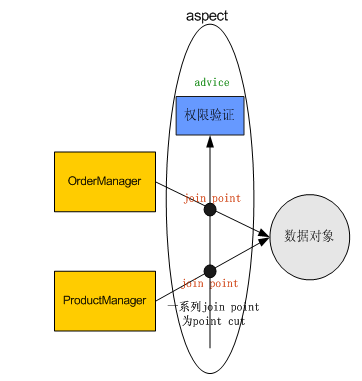 aspect
advice
权限验证
OrderManager
join point
数据对象
join point
ProductManager
一系列join point
为point cut